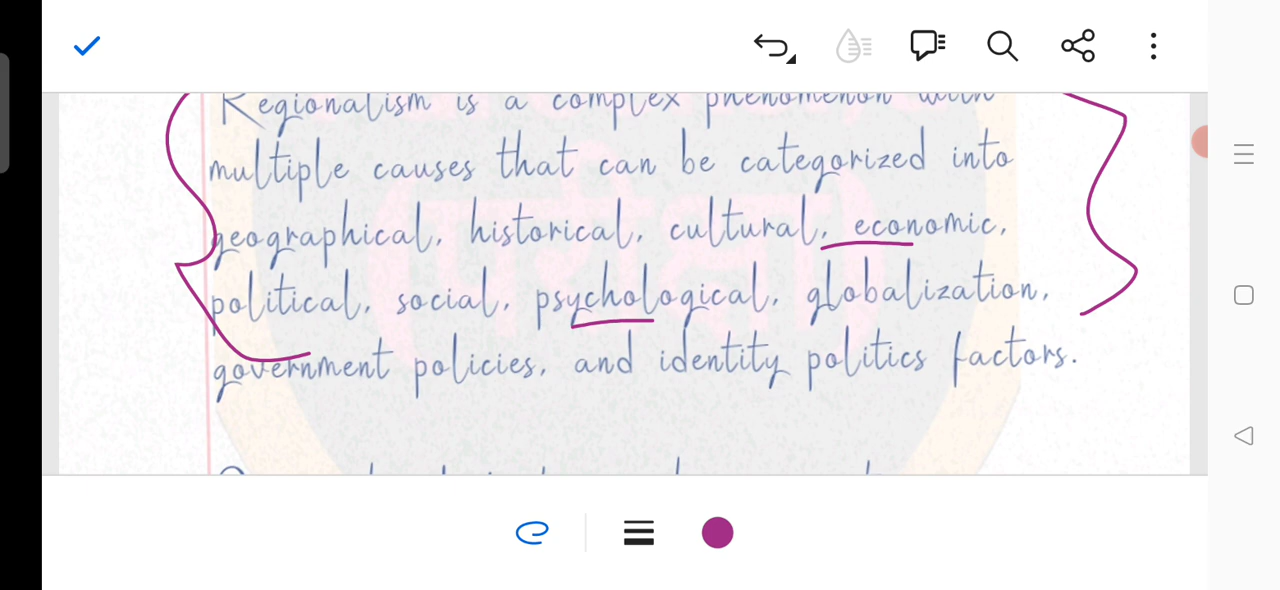 Regionalism is a complex phenomenon with
multiple causes that can be categorized into
geographical, historical, cultural, economic,
political, social, psychological, globalization,
government policies, and identity politics factors.